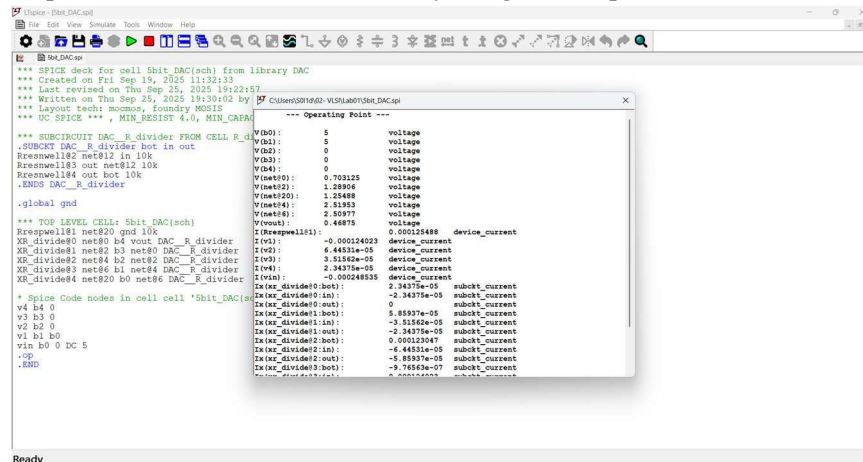 LTspice - [5bit_DAC.spi]
File Edit View Simulate Tools Window Help
5bit_DAC.spi
*** SPICE deck for cell 5bit_DAC{sch} from library DAC
*** Created on Fri Sep 19, 2025 11:32:33
*** Last revised on Thu Sep 25, 2025 19:22:57
*** Written on Thu Sep 25, 2025 19:30:02 by
*** Layout tech: mocmos, foundry MOSIS
*** UC SPICE *** , MIN_RESIST 4.0, MIN_CAPAC
*** SUBCIRCUIT DAC__R_divider FROM CELL R_di
.SUBCKT DAC__R_divider bot in out
Rresnwell@2 net@12 in 10k
Rresnwell@3 out net@12 10k
Rresnwell@4 out bot 10k
.ENDS DAC__R_divider
.global gnd
*** TOP LEVEL CELL: 5bit_DAC{sch}
Rrespwell@1 net@20 gnd 10k
XR_divide@0 net@0 b4 vout DAC__R_divider
XR_divide@1 net@2 b3 net@0 DAC__R_divider
XR_divide@2 net@4 b2 net@2 DAC__R_divider
XR_divide@3 net@6 b1 net@4 DAC__R_divider
XR_divide@4 net@20 b0 net@6 DAC__R_divider
* Spice Code nodes in cell cell '5bit_DAC{sc
v4 b4 0
v3 b3 0
v2 b2 0
v1 b1 b0
vin b0 0 DC 5
.op
.END
C:\Users\S0l1d\02- VLSI\Lab01\5bit_DAC.spi
--- Operating Point ---
V(b0): 5 voltage
V(b1): 5 voltage
V(b2): 0 voltage
V(b3): 0 voltage
V(b4): 0 voltage
V(net@0): 0.703125 voltage
V(net@2): 1.28906 voltage
V(net@20): 1.25488 voltage
V(net@4): 2.51953 voltage
V(net@6): 2.50977 voltage
V(vout): 0.46875 voltage
I(Rrespwell@1): 0.000125488 device_current
I(v1): -0.000124023 device_current
I(v2): 6.44531e-05 device_current
I(v3): 3.51562e-05 device_current
I(v4): 2.34375e-05 device_current
I(vin): -0.000248535 device_current
Ix(xr_divide@0:bot): 2.34375e-05 subckt_current
Ix(xr_divide@0:in): -2.34375e-05 subckt_current
Ix(xr_divide@0:out): 0 subckt_current
Ix(xr_divide@1:bot): 5.85937e-05 subckt_current
Ix(xr_divide@1:in): -3.51562e-05 subckt_current
Ix(xr_divide@1:out): -2.34375e-05 subckt_current
Ix(xr_divide@2:bot): 0.000123047 subckt_current
Ix(xr_divide@2:in): -6.44531e-05 subckt_current
Ix(xr_divide@2:out): -5.85937e-05 subckt_current
Ix(xr_divide@3:bot): -9.76563e-07 subckt_current
Ix(xr_divide@3:in): 0.000124023 subckt_current
Ready